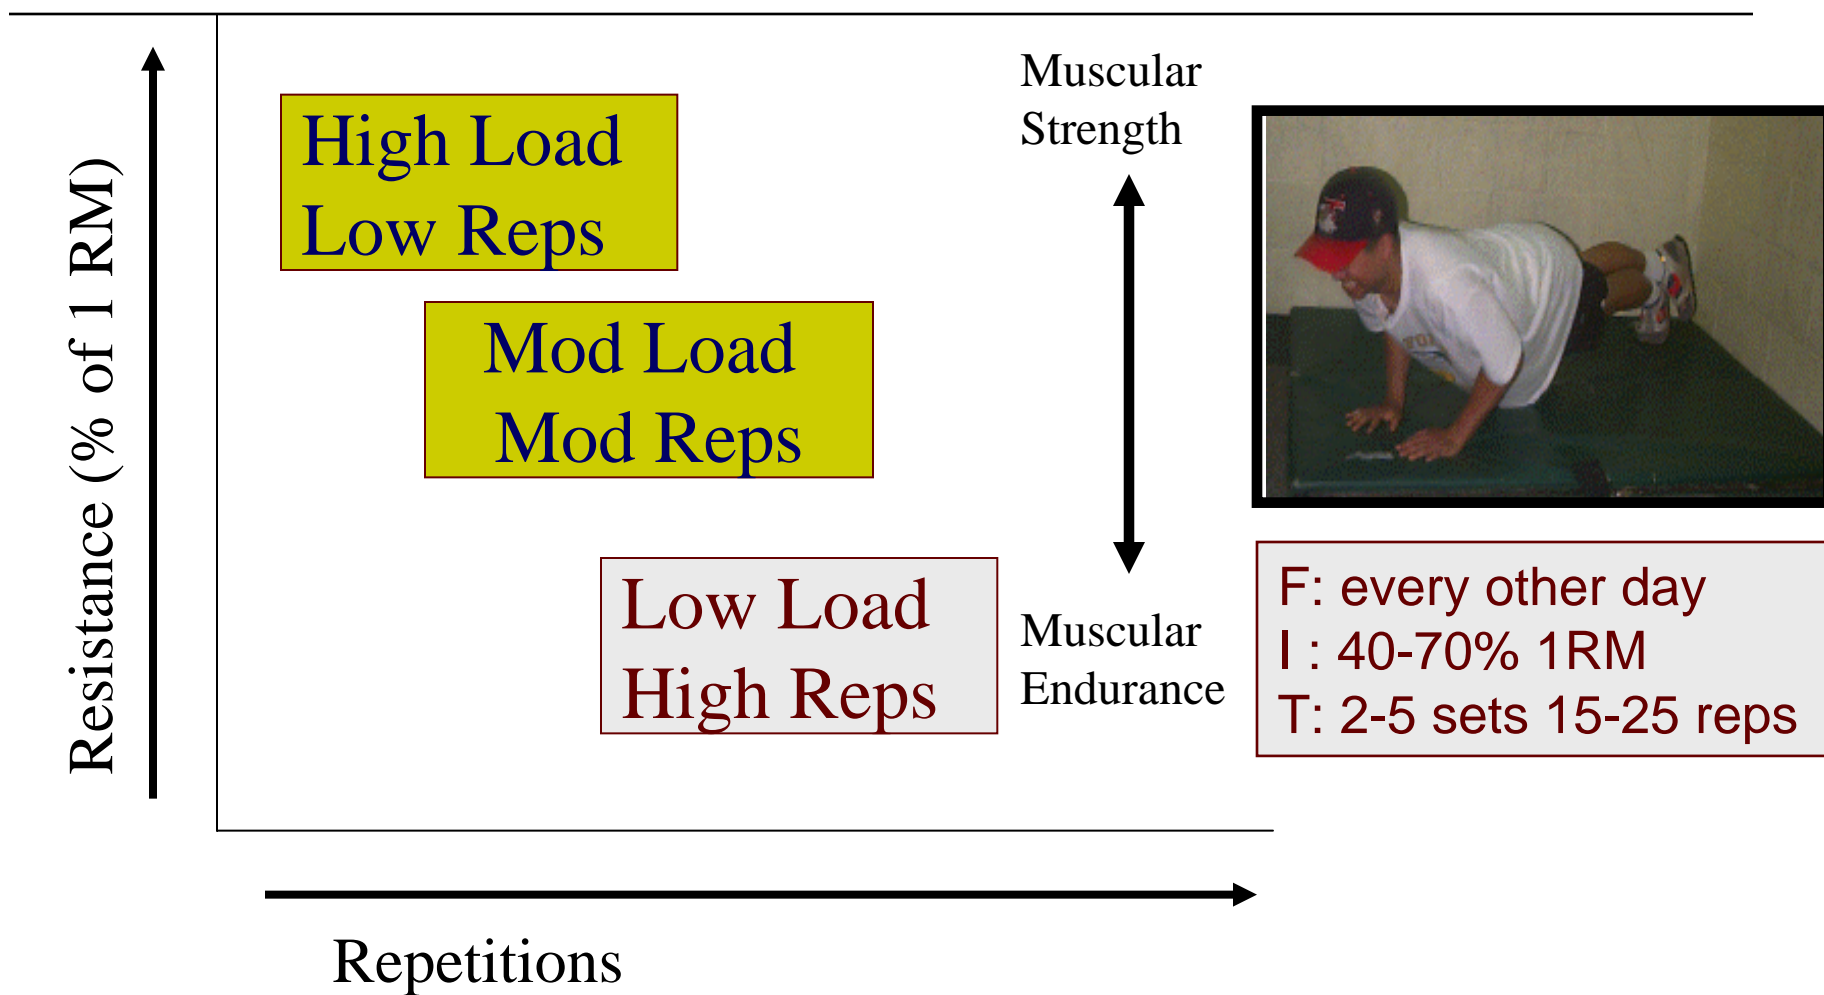 Resistance (% of 1 RM)
High Load
Low Reps
Mod Load
Mod Reps
Low Load
High Reps
Muscular
Strength
Muscular
Endurance
F: every other day
I : 40-70% 1RM
T: 2-5 sets 15-25 reps
Repetitions